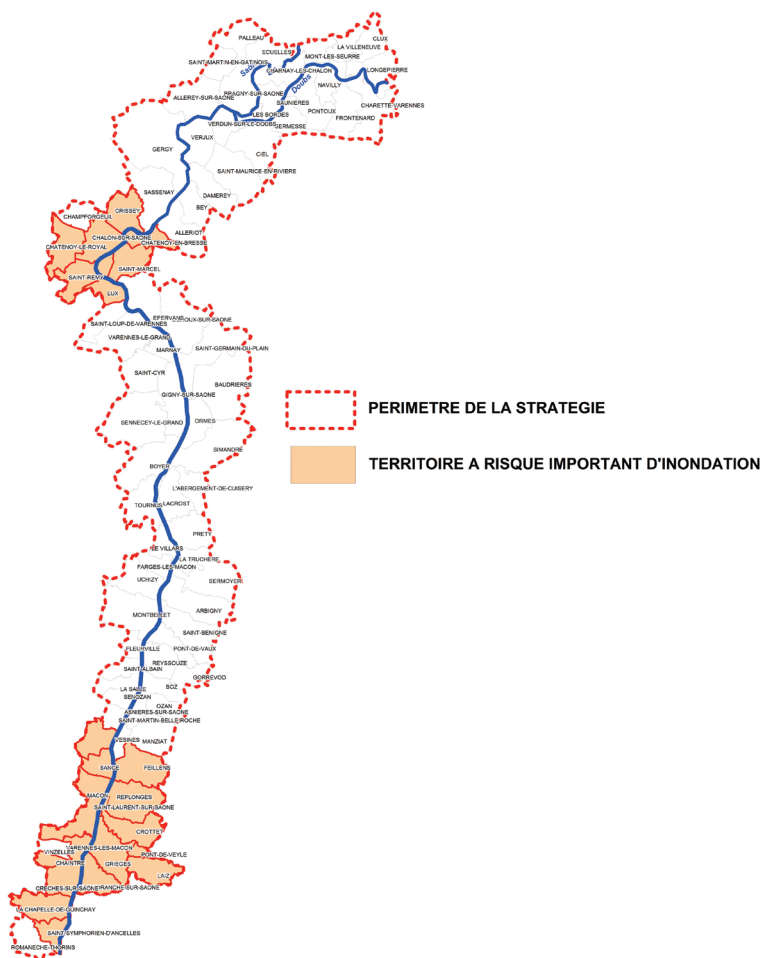 PALLEAU
CLUX
LA VILLENEUVE
ECUELLES
MONT-LES-SEURRE
SAINT-MARTIN-EN-GATINOIS
CHARNAY-LES-CHALON
LONGEPIERRE
Doubs
NAVILLY
BRAGNY-SUR-SAONE
ALLEREY-SUR-SAONE
SAUNIERES
CHARETTE-VARENNES
PONTOUX
LES BORDES
FRONTENARD
VERDUN-SUR-LE-DOUBS
SERMESSE
VERJUX
GERGY
CIEL
SAINT-MAURICE-EN-RIVIERE
SASSENAY
DAMEREY
BEY
CRISSEY
CHAMPFORGEUIL
ALLERIOT
CHALON-SUR-SAONE
CHATENOY-EN-BRESSE
CHATENOY-LE-ROYAL
SAINT-MARCEL
SAINT-REMY
LUX
EPERVANS
OUROUX-SUR-SAONE
SAINT-LOUP-DE-VARENNES
VARENNES-LE-GRAND
MARNAY
SAINT-GERMAIN-DU-PLAIN
SAINT-CYR
BAUDRIERES
GIGNY-SUR-SAONE
PERIMETRE DE LA STRATEGIE
SENNECEY-LE-GRAND
ORMES
SIMANDRE
TERRITOIRE A RISQUE IMPORTANT D'INONDATION
BOYER
L'ABERGEMENT-DE-CUISERY
TOURNUS
LACROST
PRETY
LE VILLARS
LA TRUCHERE
FARGES-LES-MACON
UCHIZY
SERMOYER
ARBIGNY
MONTBELLET
SAINT-BENIGNE
FLEURVILLE
PONT-DE-VAUX
REYSSOUZE
SAINT-ALBAIN
GORREVOD
LA SALLE
BOZ
SENOZAN
OZAN
ASNIERES-SUR-SAONE
SAINT-MARTIN-BELLE-ROCHE
VESINES
MANZIAT
SANCE
FEILLENS
MACON
REPLONGES
SAINT-LAURENT-SUR-SAONE
CROTTET
VARENNES-LES-MACON
VINZELLES
PONT-DE-VEYLE
CHAINTRE
GRIEGES
LAIZ
CRECHES-SUR-SAONE
LA CHAPELLE-DE-GUINCHAY
SAINT-SYMPHORIEN-D'ANCELLES
ROMANECHE-THORINS